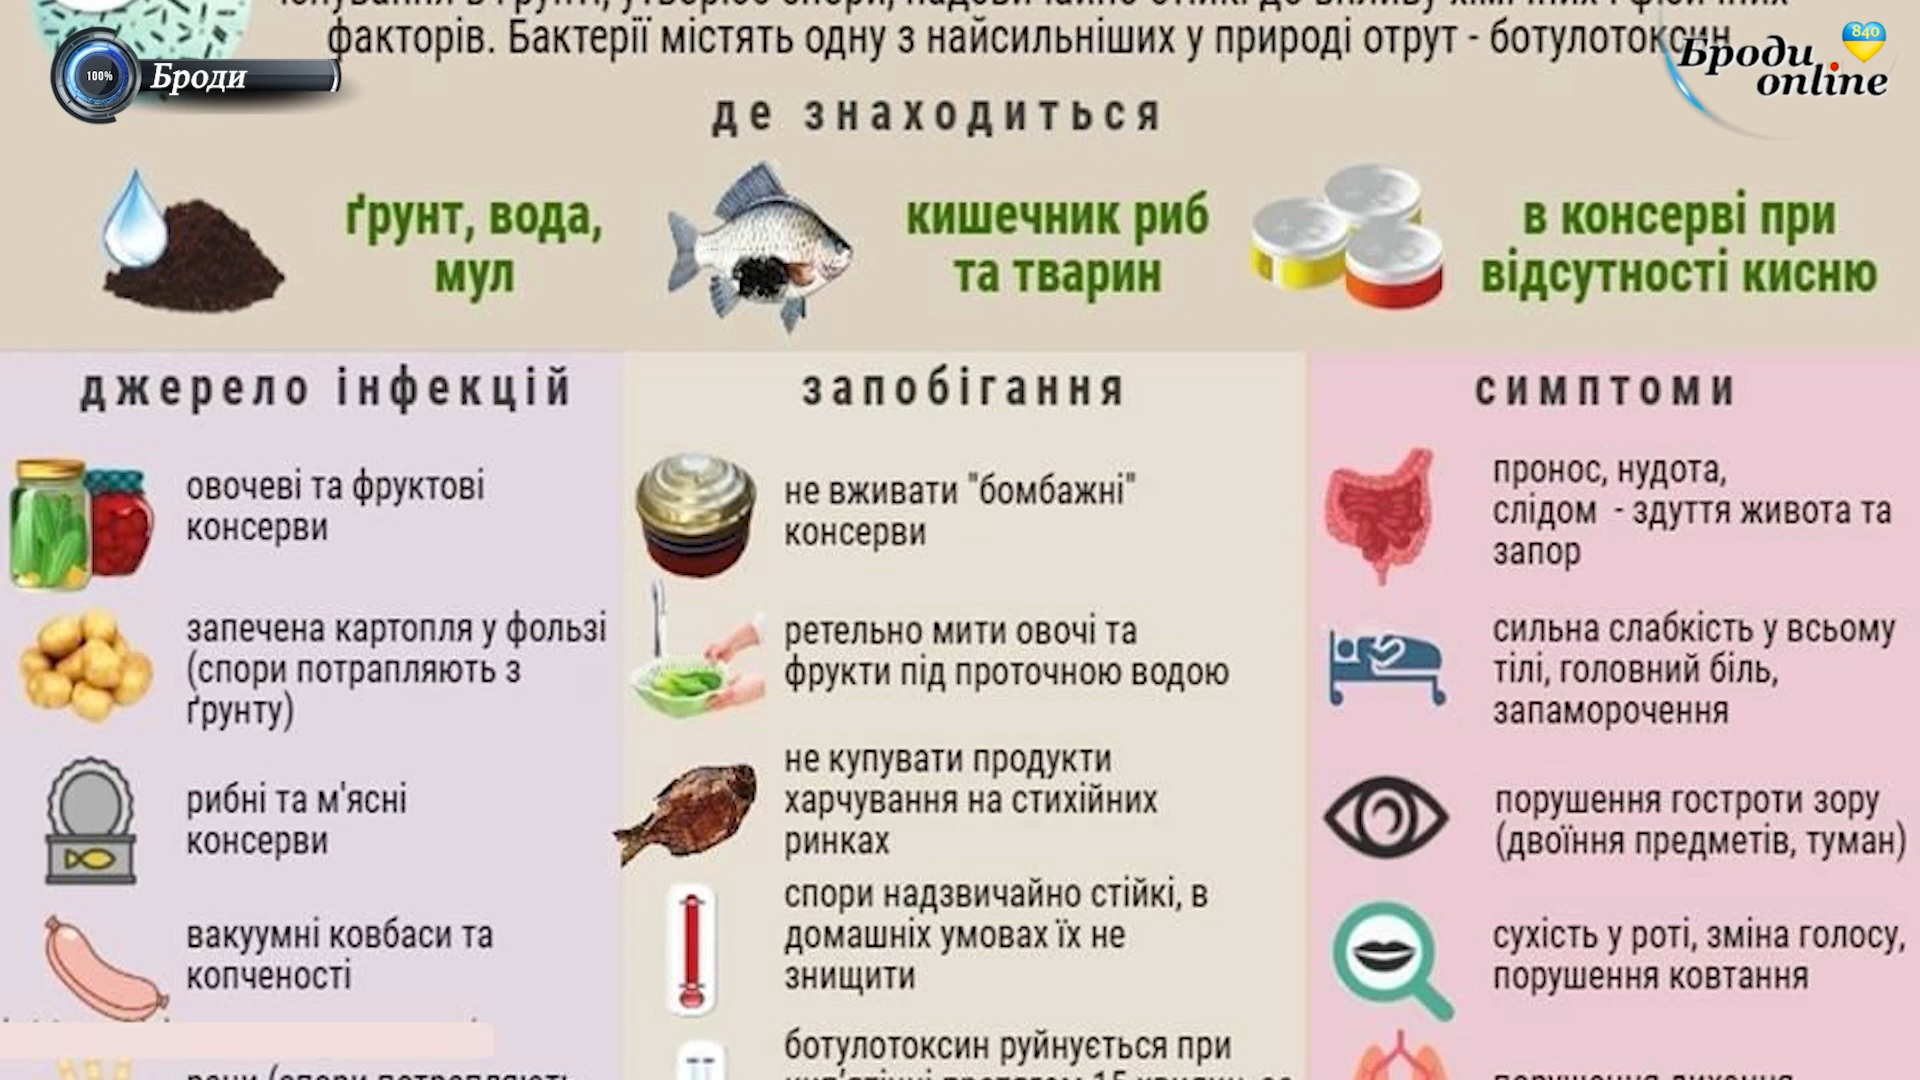 факторів. Бактерії містять одну з найсильніших у природі отрут - ботулотоксин
100%
Броди
840
Броди
online
де знаходиться
ґрунт, вода,
мул
кишечник риб
та тварин
в консерві при
відсутності кисню
джерело інфекцій
овочеві та фруктові
консерви
запечена картопля у фользі
(спори потрапляють з
ґрунту)
рибні та м'ясні
консерви
вакуумні ковбаси та
копченості
запобігання
не вживати "бомбажні"
консерви
ретельно мити овочі та
фрукти під проточною водою
не купувати продукти
харчування на стихійних
ринках
спори надзвичайно стійкі, в
домашніх умовах їх не
знищити
ботулотоксин руйнується при
симптоми
пронос, нудота,
слідом - здуття живота та
запор
сильна слабкість у всьому
тілі, головний біль,
запаморочення
порушення гостроти зору
(двоїння предметів, туман)
сухість у роті, зміна голосу,
порушення ковтання